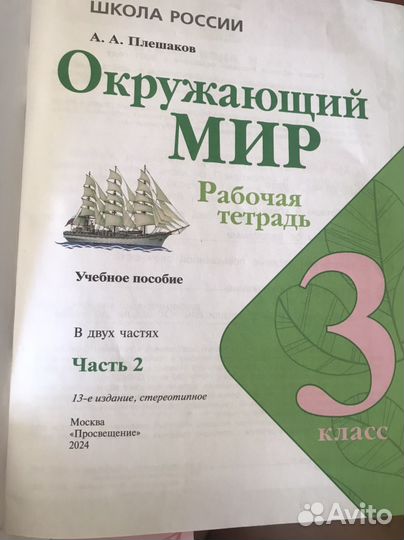 ШКОЛА РОССИИ
А. А. Плешаков
Окружающий
МИР
Рабочая
тетрадь
Учебное пособие
В двух частях
Часть 2
13-е издание, стереотипное
Москва
«Просвещение»
2024
3
класс
Avito